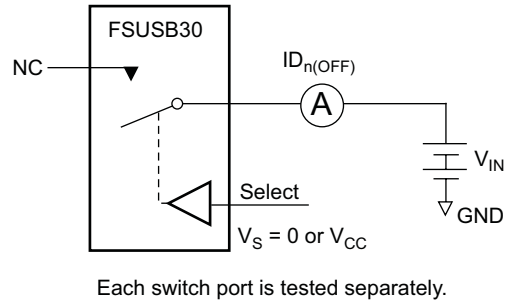 FSUSB30
NC
ID_n(OFF)
A
V_IN
Select
GND
V_S = 0 or V_CC
Each switch port is tested separately.